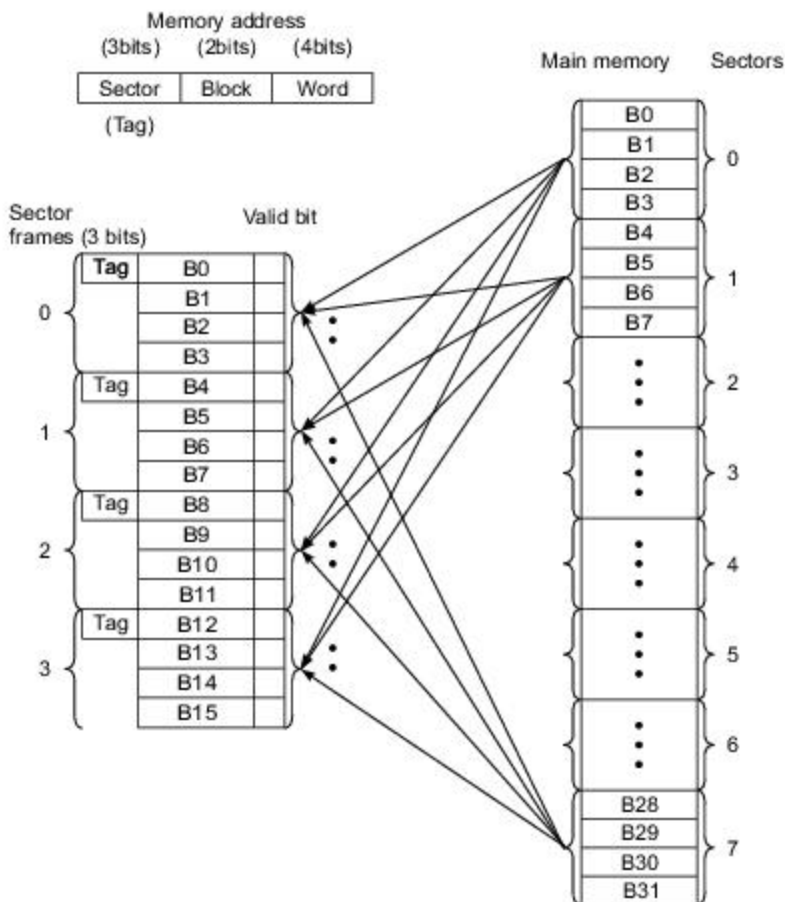 Memory address
(3bits) (2bits) (4bits)
Sector Block Word
(Tag)
Main memory Sectors
B0
B1
B2
B3
0
B4
B5
B6
B7
1
2
3
4
5
6
B28
B29
B30
B31
7
Sector
frames (3 bits)
Valid bit
Tag B0
B1
B2
B3
0
Tag B4
B5
B6
B7
1
Tag B8
B9
B10
B11
2
Tag B12
B13
B14
B15
3